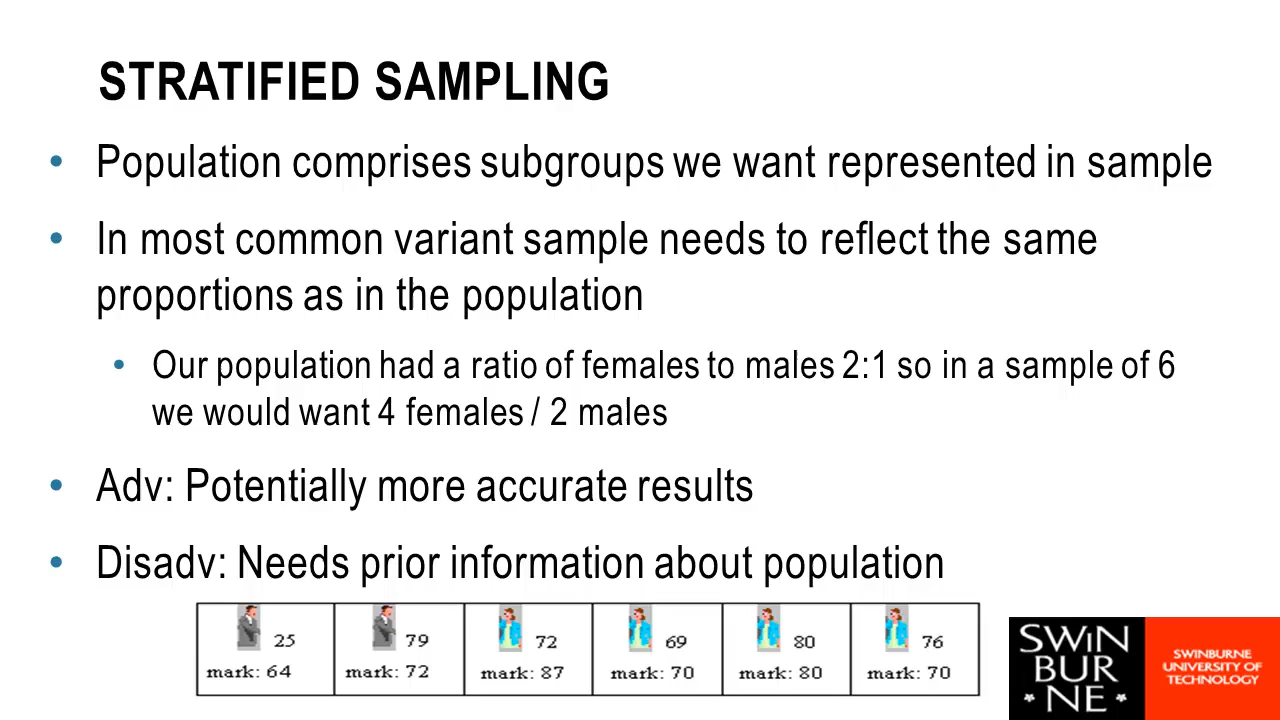 STRATIFIED SAMPLING
• Population comprises subgroups we want represented in sample
• In most common variant sample needs to reflect the same
proportions as in the population
• Our population had a ratio of females to males 2:1 so in a sample of 6
we would want 4 females / 2 males
• Adv: Potentially more accurate results
• Disadv: Needs prior information about population
25 79 72 69 80 76
mark: 64 mark: 72 mark: 87 mark: 70 mark: 80 mark: 70
SWiN
BUR
NE
SWINBURNE
UNIVERSITY OF
TECHNOLOGY